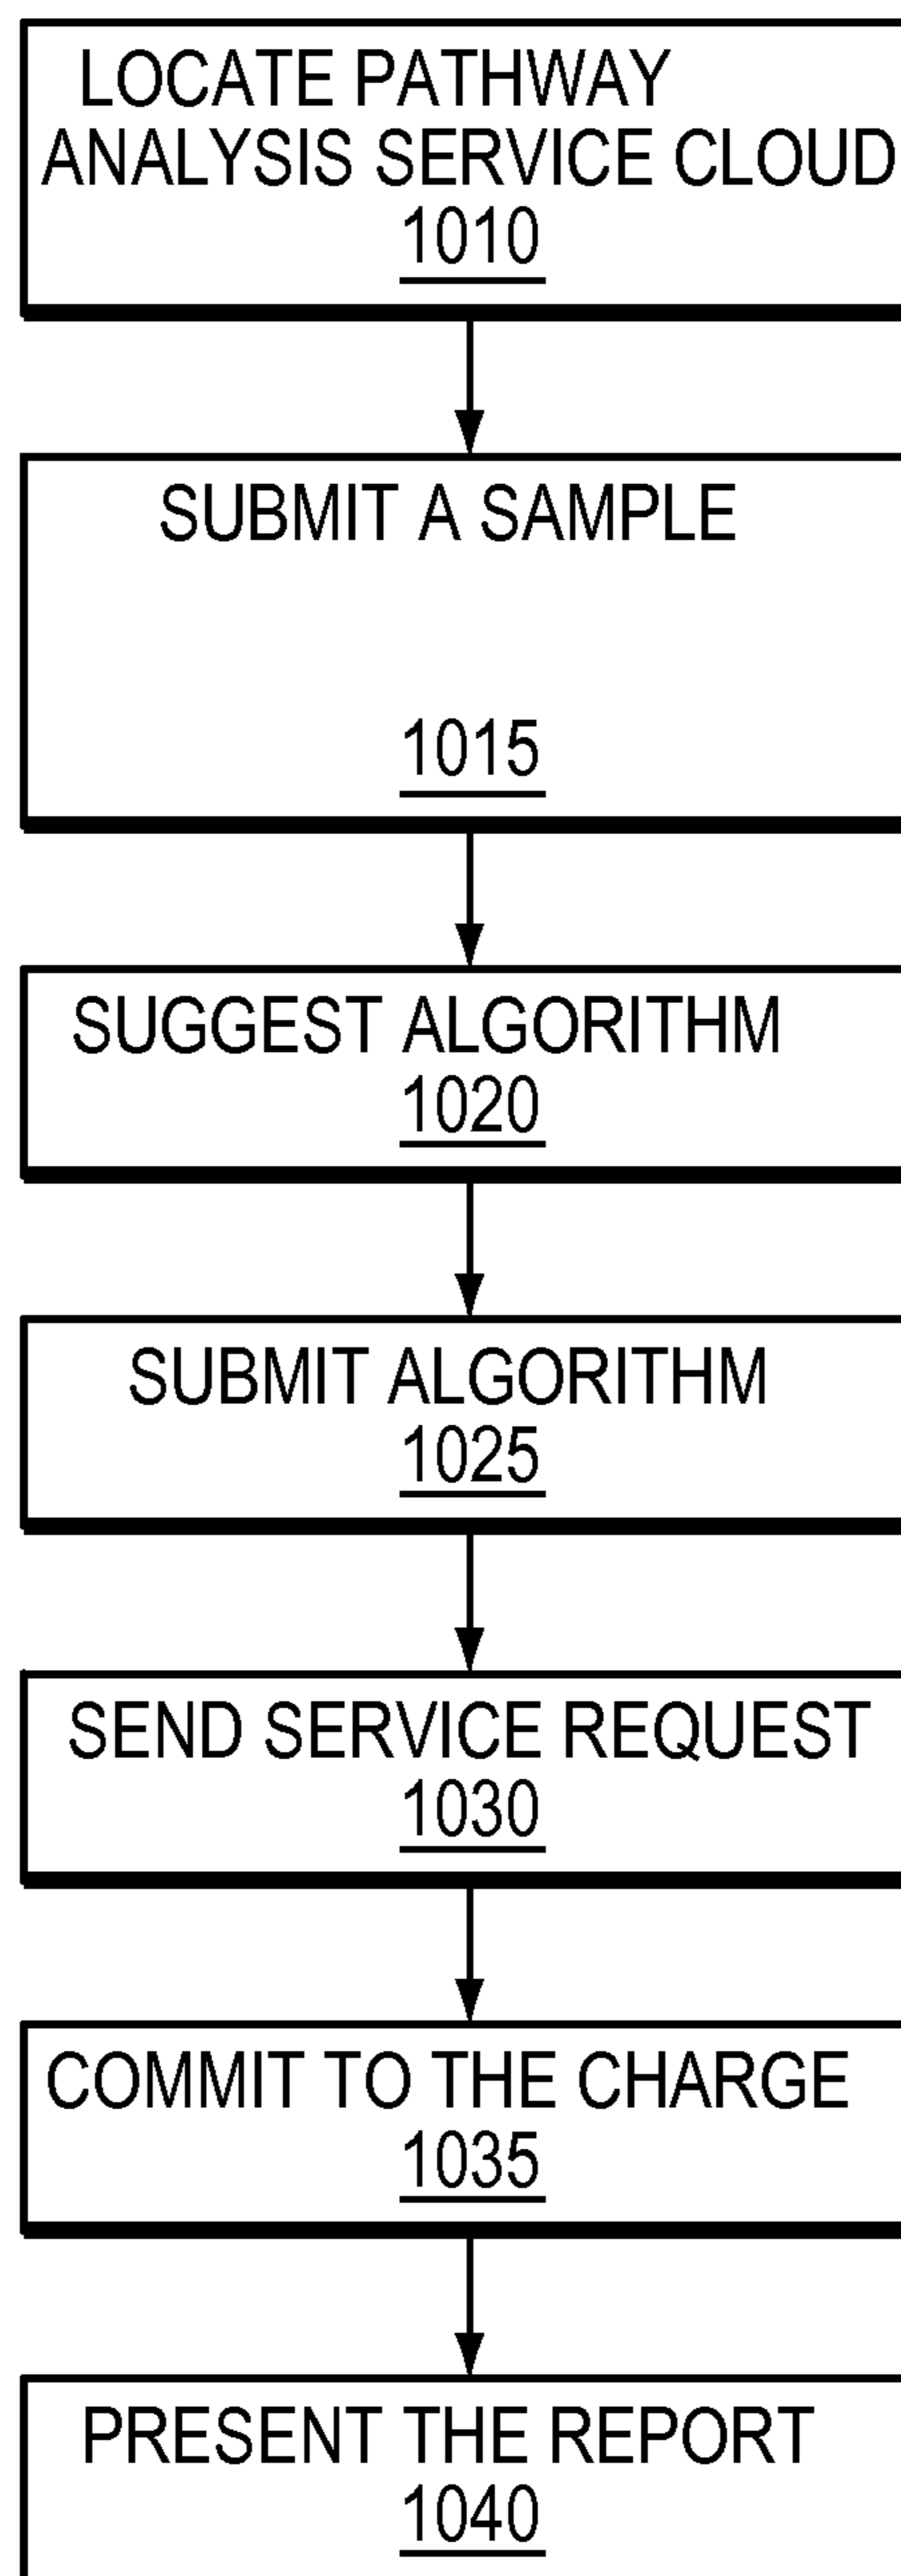 LOCATE PATHWAY
ANALYSIS SERVICE CLOUD
1010
SUBMIT A SAMPLE
1015
SUGGEST ALGORITHM
1020
SUBMIT ALGORITHM
1025
SEND SERVICE REQUEST
1030
COMMIT TO THE CHARGE
1035
PRESENT THE REPORT
1040